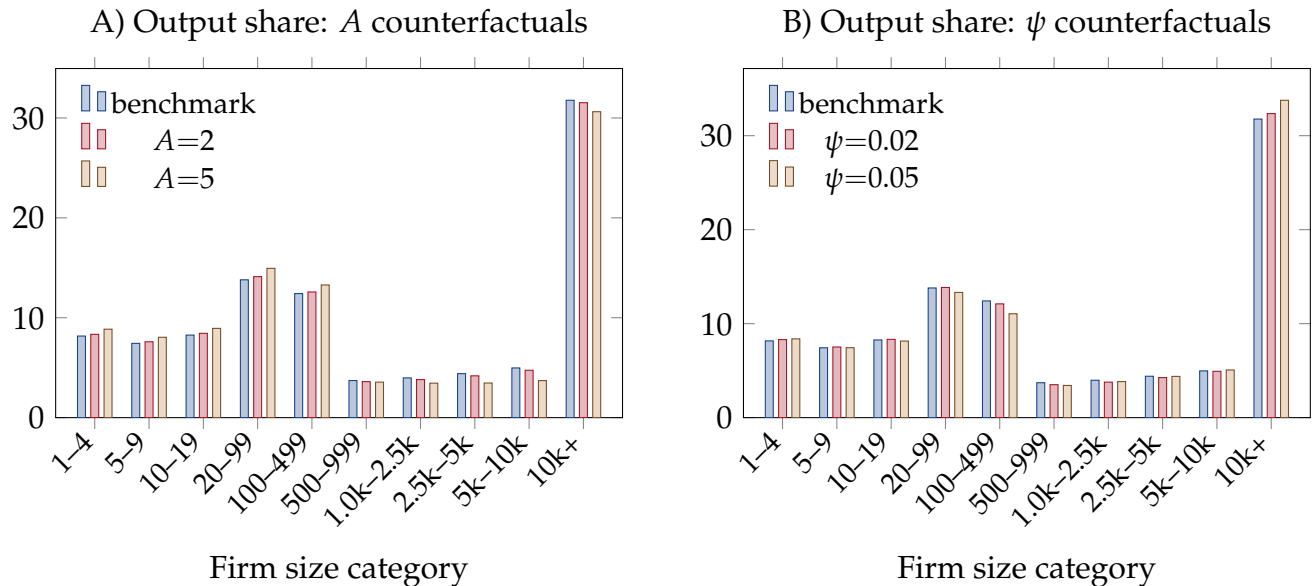 A) Output share: A counterfactuals
benchmark
A=2
A=5
30
20
10
0
1–4
5–9
10–19
20–99
100–499
500–999
1.0k–2.5k
2.5k–5k
5k–10k
10k+
Firm size category
B) Output share: ψ counterfactuals
benchmark
ψ=0.02
ψ=0.05
30
20
10
0
1–4
5–9
10–19
20–99
100–499
500–999
1.0k–2.5k
2.5k–5k
5k–10k
10k+
Firm size category